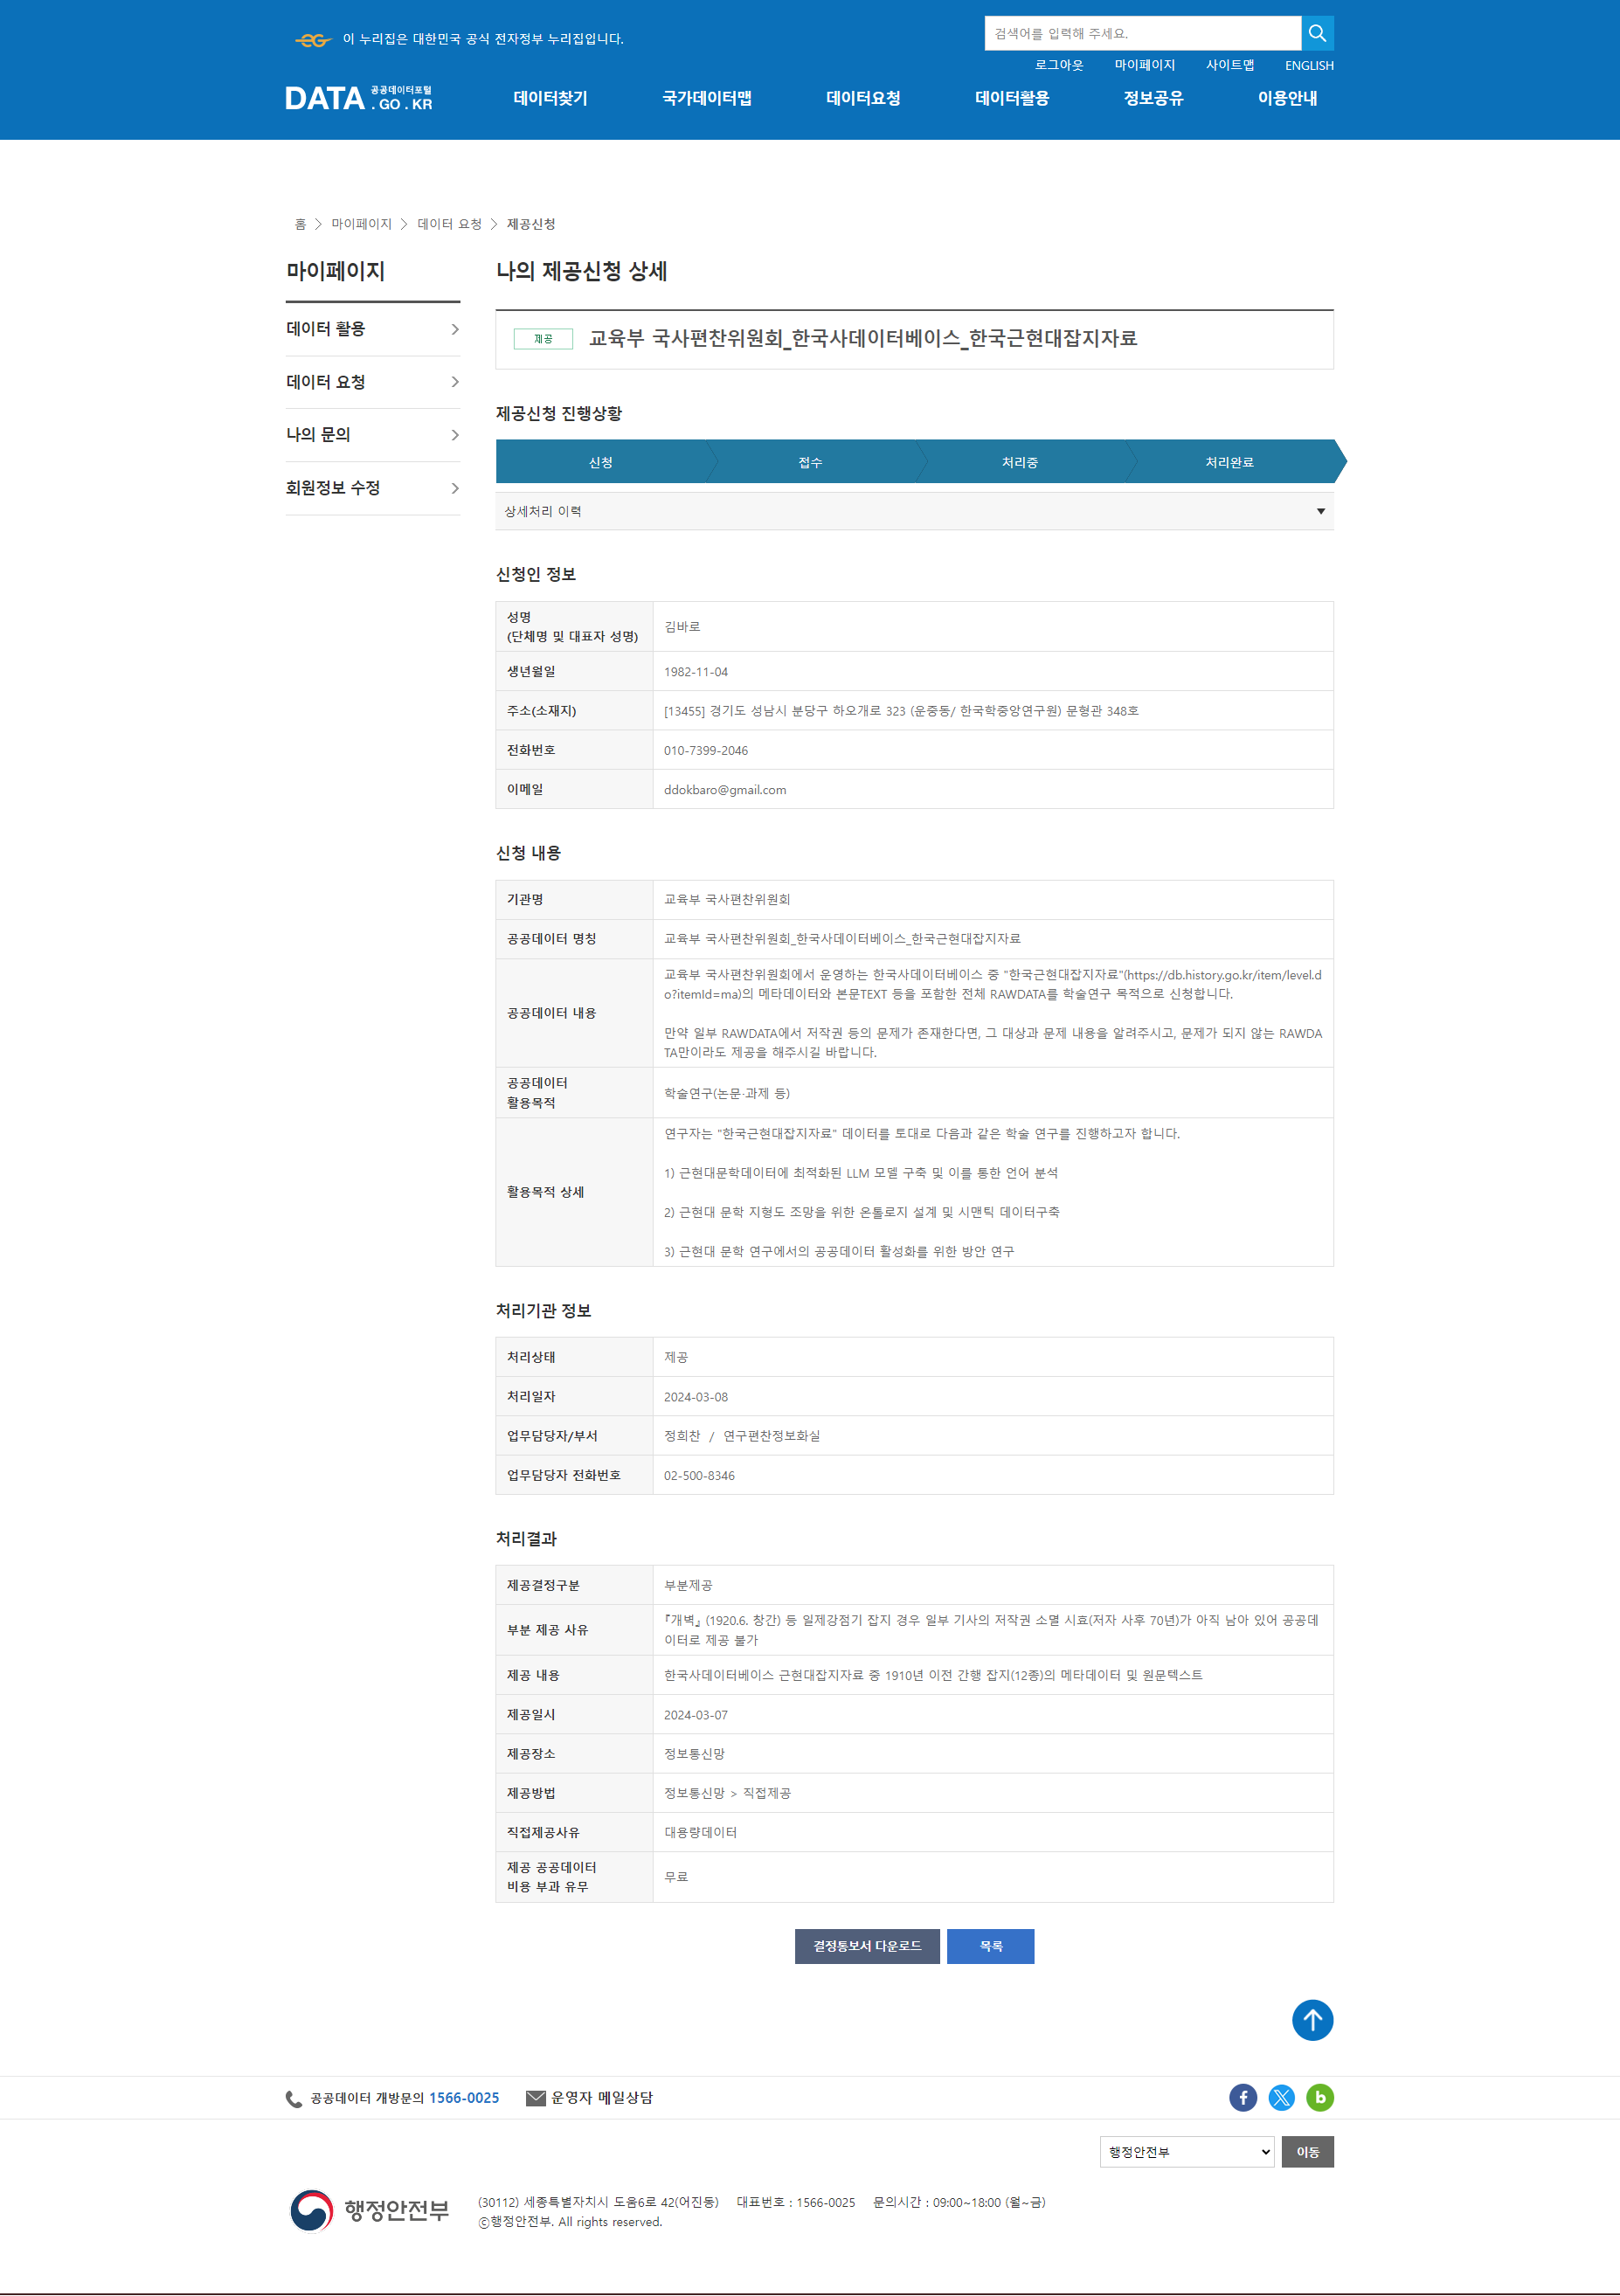 이 누리집은 대한민국 공식 전자정부 누리집입니다.
검색어를 입력해 주세요.
로그아웃 마이페이지 사이트맵 ENGLISH
DATA 공공데이터포털 .GO.KR
데이터찾기 국가데이터맵 데이터요청 데이터활용 정보공유 이용안내
홈 > 마이페이지 > 데이터 요청 > 제공신청
마이페이지
데이터 활용
데이터 요청
나의 문의
회원정보 수정
나의 제공신청 상세
제공 교육부 국사편찬위원회_한국사데이터베이스_한국근현대잡지자료
제공신청 진행상황
신청 접수 처리중 처리완료
상세처리 이력
신청인 정보
성명
(단체명 및 대표자 성명) 김바로
생년월일 1982-11-04
주소(소재지) [13455] 경기도 성남시 분당구 하오개로 323 (운중동/ 한국학중앙연구원) 문형관 348호
전화번호 010-7399-2046
이메일 ddokbaro@gmail.com
신청 내용
기관명 교육부 국사편찬위원회
공공데이터 명칭 교육부 국사편찬위원회_한국사데이터베이스_한국근현대잡지자료
공공데이터 내용
교육부 국사편찬위원회에서 운영하는 한국사데이터베이스 중 "한국근현대잡지자료"(https://db.history.go.kr/item/level.d
o?itemId=ma)의 메타데이터와 본문TEXT 등을 포함한 전체 RAWDATA를 학술연구 목적으로 신청합니다.
만약 일부 RAWDATA에서 저작권 등의 문제가 존재한다면, 그 대상과 문제 내용을 알려주시고, 문제가 되지 않는 RAWDA
TA만이라도 제공을 해주시길 바랍니다.
공공데이터
활용목적 학술연구(논문·과제 등)
활용목적 상세
연구자는 "한국근현대잡지자료" 데이터를 토대로 다음과 같은 학술 연구를 진행하고자 합니다.
1) 근현대문학데이터에 최적화된 LLM 모델 구축 및 이를 통한 언어 분석
2) 근현대 문학 지형도 조망을 위한 온톨로지 설계 및 시맨틱 데이터구축
3) 근현대 문학 연구에서의 공공데이터 활성화를 위한 방안 연구
처리기관 정보
처리상태 제공
처리일자 2024-03-08
업무담당자/부서 정희찬 / 연구편찬정보화실
업무담당자 전화번호 02-500-8346
처리결과
제공결정구분 부분제공
부분 제공 사유
『개벽』 (1920.6. 창간) 등 일제강점기 잡지 경우 일부 기사의 저작권 소멸 시효(저자 사후 70년)가 아직 남아 있어 공공데
이터로 제공 불가
제공 내용 한국사데이터베이스 근현대잡지자료 중 1910년 이전 간행 잡지(12종)의 메타데이터 및 원문텍스트
제공일시 2024-03-07
제공장소 정보통신망
제공방법 정보통신망 > 직접제공
직접제공사유 대용량데이터
제공 공공데이터
비용 부과 유무 무료
결정통보서 다운로드 목록
공공데이터 개방문의 1566-0025 운영자 메일상담
f X b
행정안전부 이동
행정안전부
(30112) 세종특별자치시 도움6로 42(어진동) 대표번호 : 1566-0025 문의시간 : 09:00~18:00 (월~금)
ⓒ행정안전부. All rights reserved.